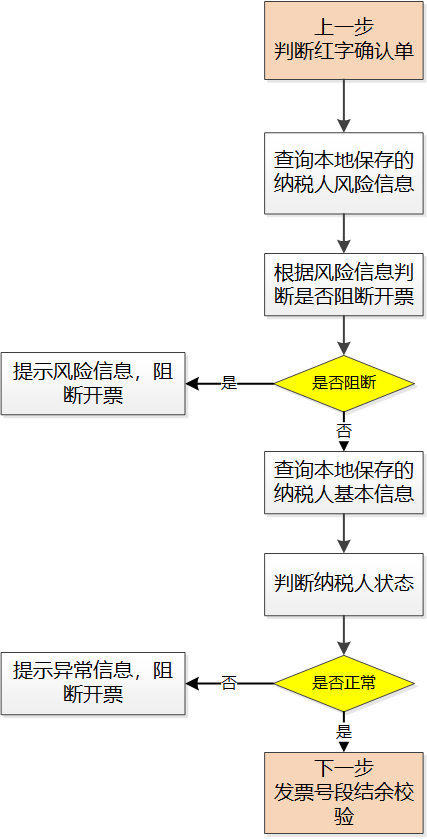 上一步
判断红字确认单
查询本地保存的
纳税人风险信息
根据风险信息判
断是否阻断开票
是否阻断
是
提示风险信息，阻
断开票
否
查询本地保存的
纳税人基本信息
判断纳税人状态
是否正常
否
提示异常信息，阻
断开票
是
下一步
发票号段结余校
验